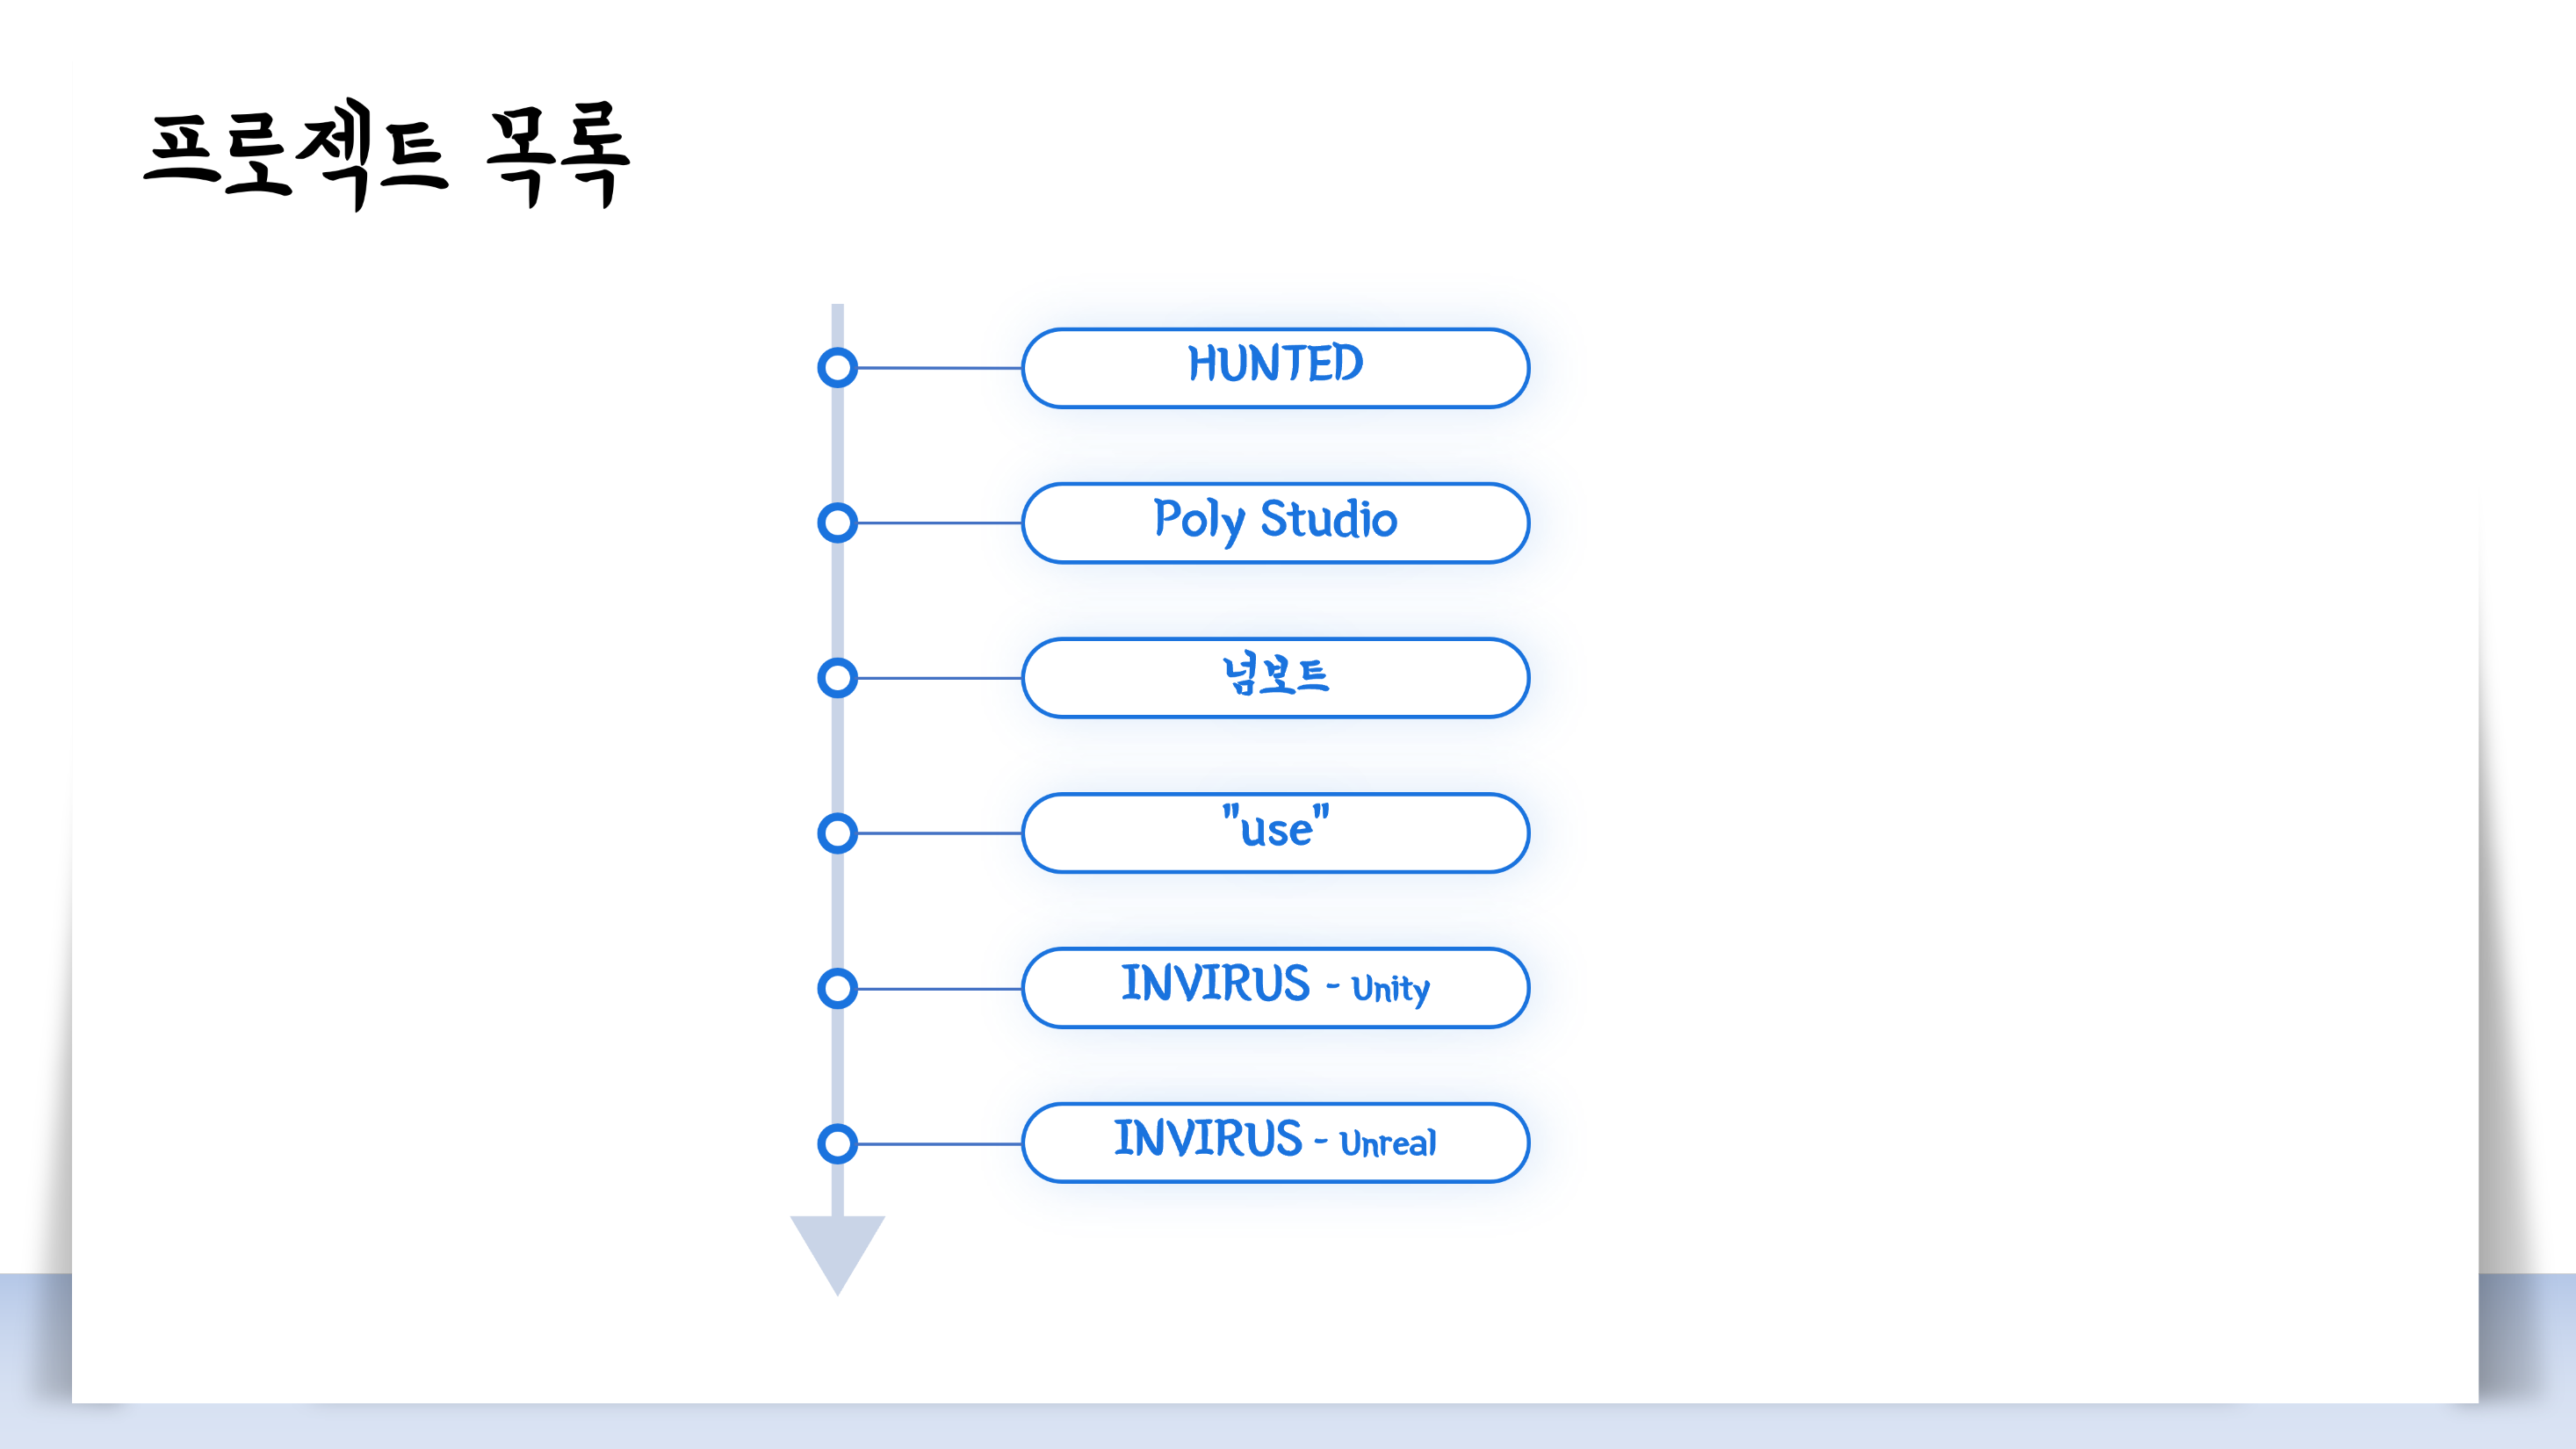 프로젝트 목록
HUNTED
Poly Studio
넘보트
"use"
INVIRUS - Unity
INVIRUS - Unreal